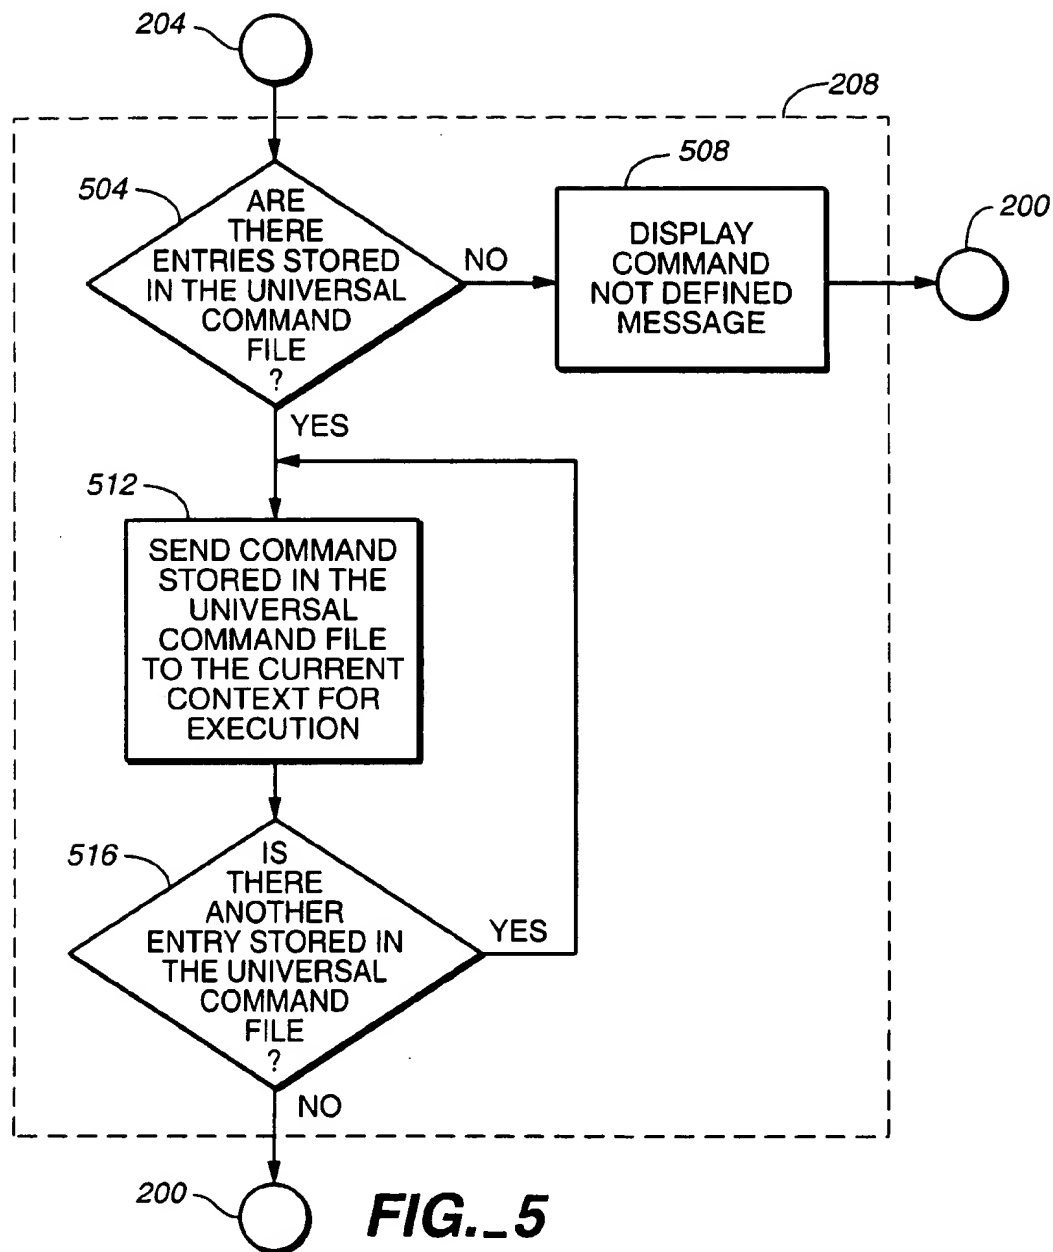 204
208
504
ARE
THERE
ENTRIES STORED
IN THE UNIVERSAL
COMMAND
FILE
?
NO
508
DISPLAY
COMMAND
NOT DEFINED
MESSAGE
200
YES
512
SEND COMMAND
STORED IN THE
UNIVERSAL
COMMAND FILE
TO THE CURRENT
CONTEXT FOR
EXECUTION
516
IS
THERE
ANOTHER
ENTRY STORED IN
THE UNIVERSAL
COMMAND
FILE
?
YES
NO
200
FIG._5